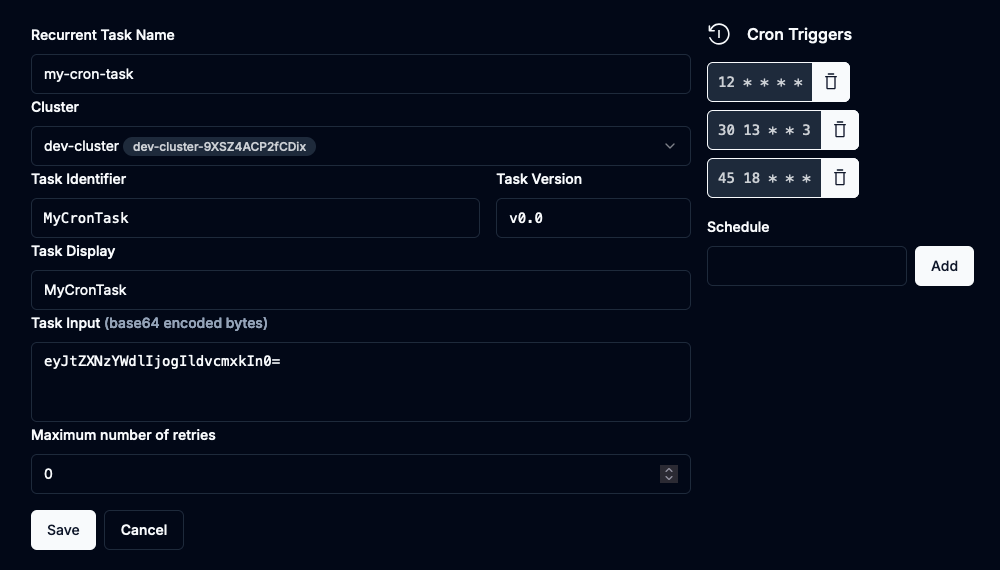 Recurrent Task Name
my-cron-task
Cluster
dev-cluster dev-cluster-9XSZ4ACP2fCDix
Task Identifier
MyCronTask
Task Version
v0.0
Task Display
MyCronTask
Task Input (base64 encoded bytes)
eyJtZXNzYWdlIjogIldvcmxkIn0=
Maximum number of retries
0
Save Cancel
Cron Triggers
12 * * * *
30 13 * * 3
45 18 * * *
Schedule
Add